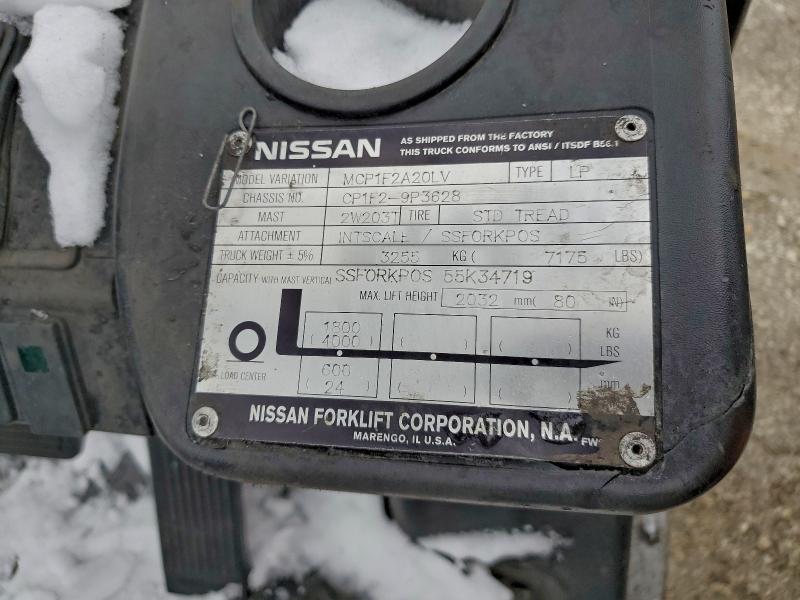 NISSAN
AS SHIPPED FROM THE FACTORY
THIS TRUCK CONFORMS TO ANSI / ITSDF B56.1
MODEL VARIATION MCP1F2A20LV TYPE LP
CHASSIS NO. CP1F2-9P3628
MAST 2W203T TIRE STD TREAD
ATTACHMENT INTSCALE / SSFORKPOS
TRUCK WEIGHT ± 5% 3255 KG ( 7175 LBS)
CAPACITY WITH MAST VERTICAL SSFORKPOS 55K34719
MAX. LIFT HEIGHT 2032 mm ( 80 IN)
1800 KG
( 4000 ) ( ) ( ) LBS
LOAD CENTER 600 mm
( 24 ) ( ) ( )
NISSAN FORKLIFT CORPORATION, N.A.
MARENGO, IL U.S.A. FW